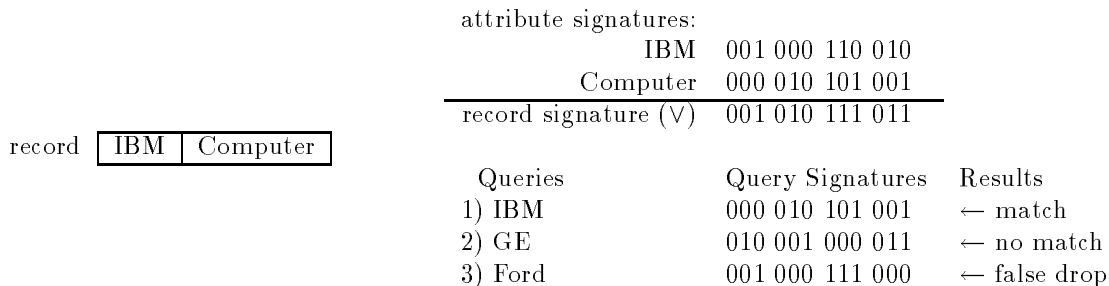 attribute signatures:
IBM 001 000 110 010
Computer 000 010 101 001
record signature (∨) 001 010 111 011
record IBM Computer
Queries Query Signatures Results
1) IBM 000 010 101 001 ← match
2) GE 010 001 000 011 ← no match
3) Ford 001 000 111 000 ← false drop